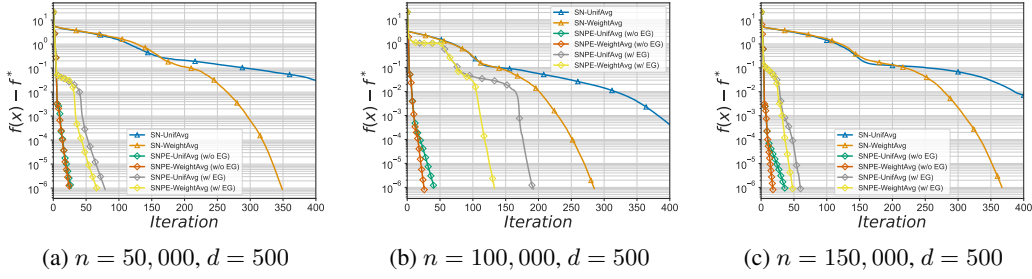 f(x) − f*
10¹
10⁰
10⁻¹
10⁻²
10⁻³
10⁻⁴
10⁻⁵
10⁻⁶
SN-UnifAvg
SN-WeightAvg
SNPE-UnifAvg (w/o EG)
SNPE-WeightAvg (w/o EG)
SNPE-UnifAvg (w/ EG)
SNPE-WeightAvg (w/ EG)
0 50 100 150 200 250 300 350 400
Iteration
(a) n = 50,000, d = 500
f(x) − f*
10¹
10⁰
10⁻¹
10⁻²
10⁻³
10⁻⁴
10⁻⁵
10⁻⁶
SN-UnifAvg
SN-WeightAvg
SNPE-UnifAvg (w/o EG)
SNPE-WeightAvg (w/o EG)
SNPE-UnifAvg (w/ EG)
SNPE-WeightAvg (w/ EG)
0 50 100 150 200 250 300 350 400
Iteration
(b) n = 100,000, d = 500
f(x) − f*
10¹
10⁰
10⁻¹
10⁻²
10⁻³
10⁻⁴
10⁻⁵
10⁻⁶
SN-UnifAvg
SN-WeightAvg
SNPE-UnifAvg (w/o EG)
SNPE-WeightAvg (w/o EG)
SNPE-UnifAvg (w/ EG)
SNPE-WeightAvg (w/ EG)
0 50 100 150 200 250 300 350 400
Iteration
(c) n = 150,000, d = 500